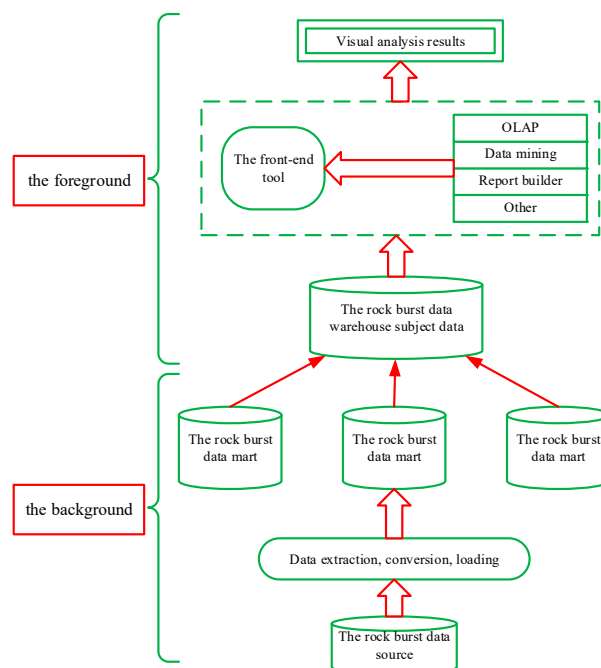 Visual analysis results
OLAP
The front-end
tool
Data mining
Report builder
Other
the foreground
The rock burst data
warehouse subject data
The rock burst
data mart
The rock burst
data mart
The rock burst
data mart
the background
Data extraction, conversion, loading
The rock burst data
source